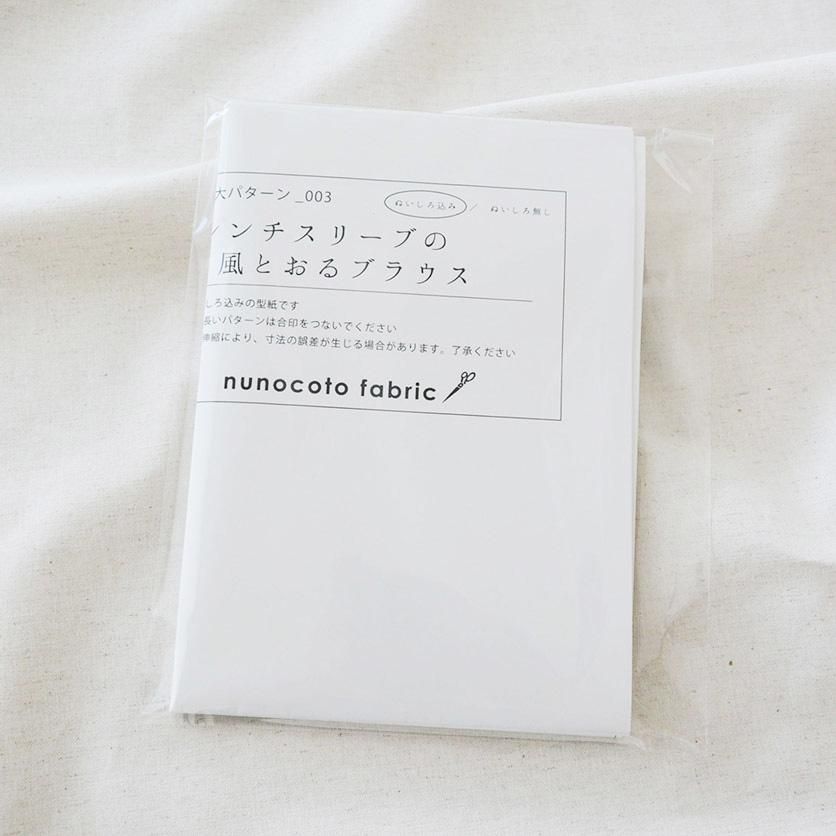 大パターン_003
ぬいしろ込み / ぬいしろ無し
ンチスリーブの
風とおるブラウス
しろ込みの型紙です
長いパターンは合印をつないでください
伸縮により、寸法の誤差が生じる場合があります。了承ください
nunocoto fabric